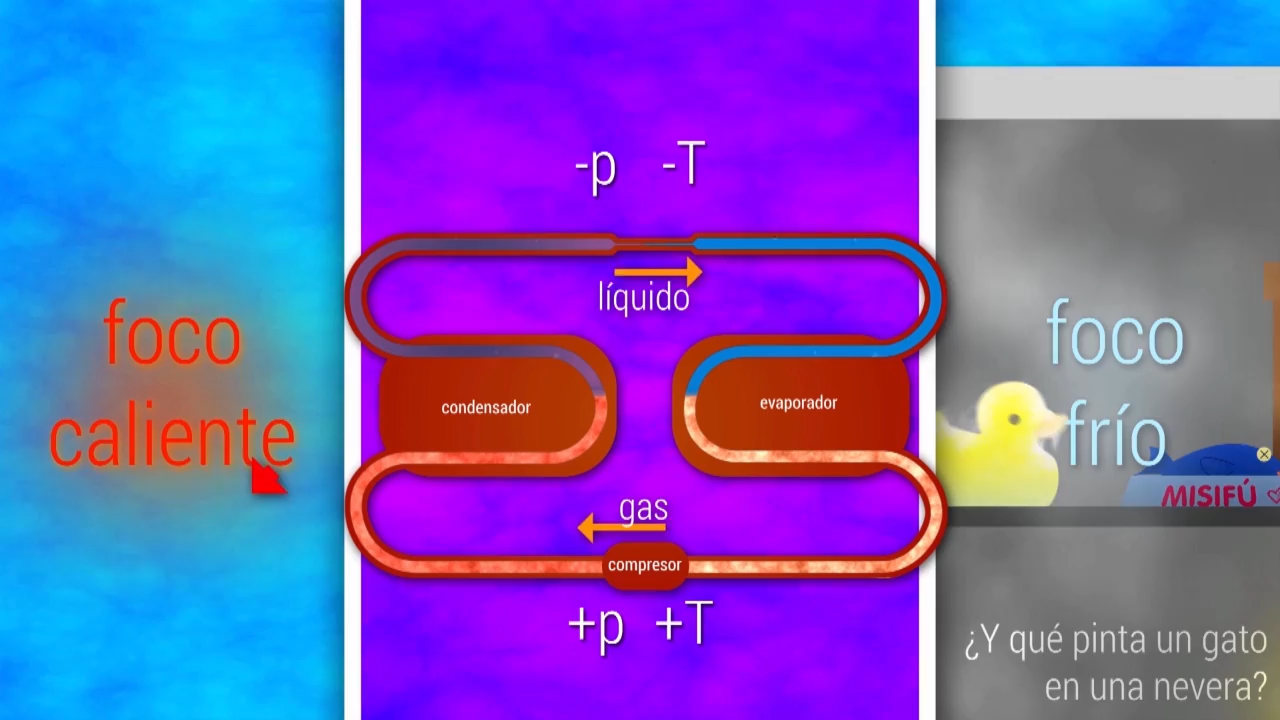 -p -T
líquido
foco
caliente
condensador
evaporador
foco
frío
MISIFÚ
gas
compresor
+p +T
¿Y qué pinta un gato
en una nevera?